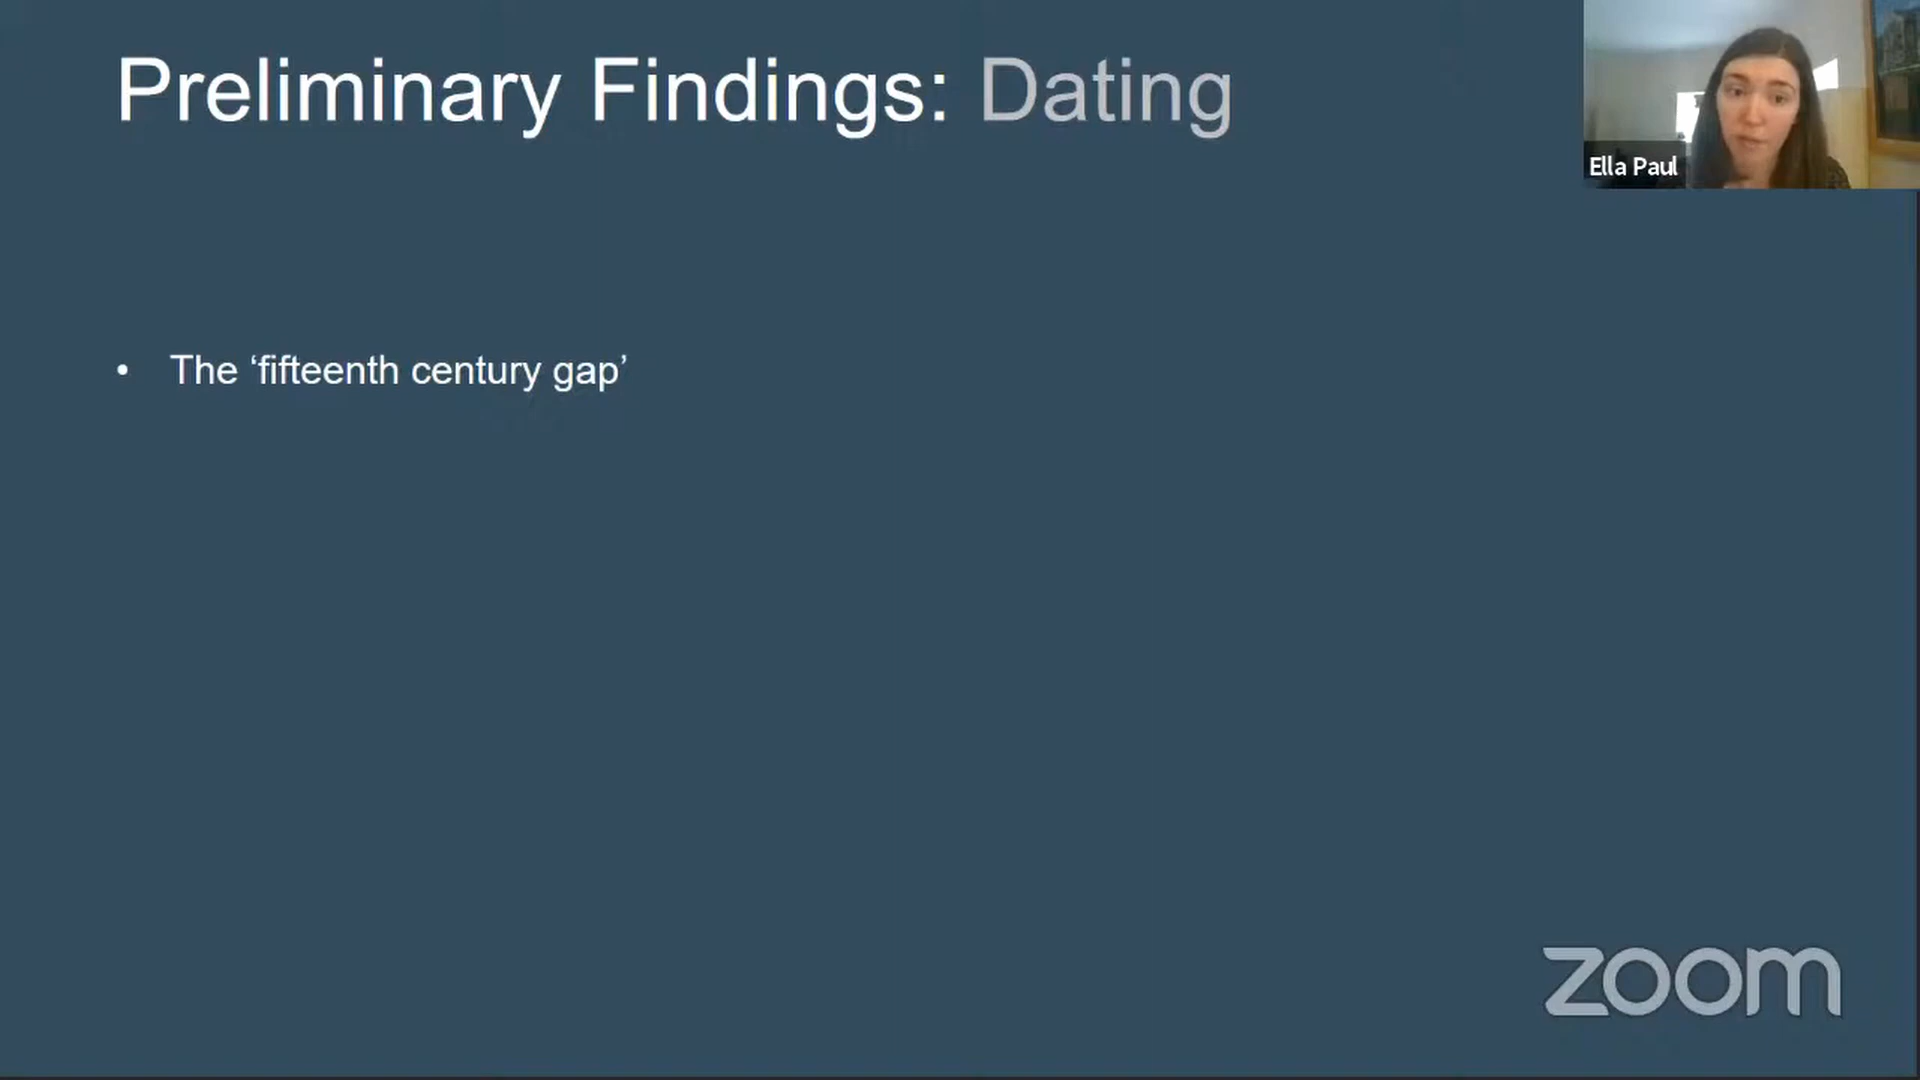 Preliminary Findings: Dating
Ella Paul
• The ‘fifteenth century gap’
zoom